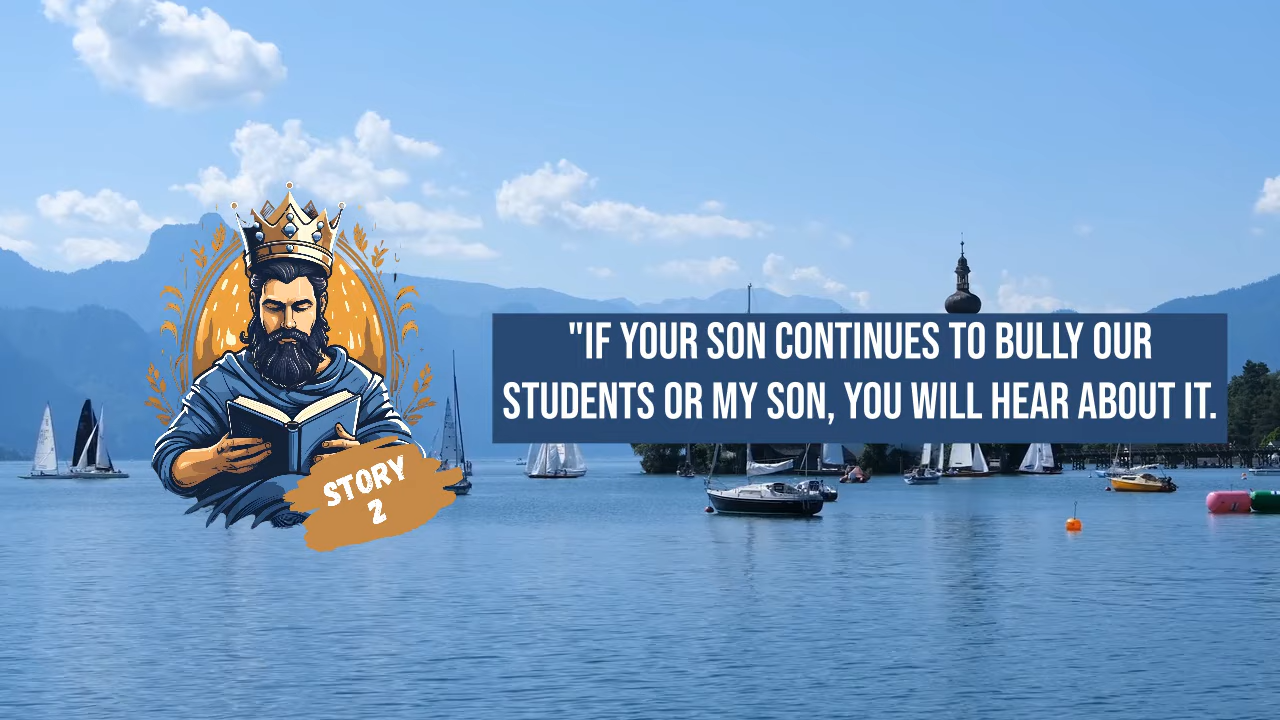 STORY
2
"IF YOUR SON CONTINUES TO BULLY OUR
STUDENTS OR MY SON, YOU WILL HEAR ABOUT IT.